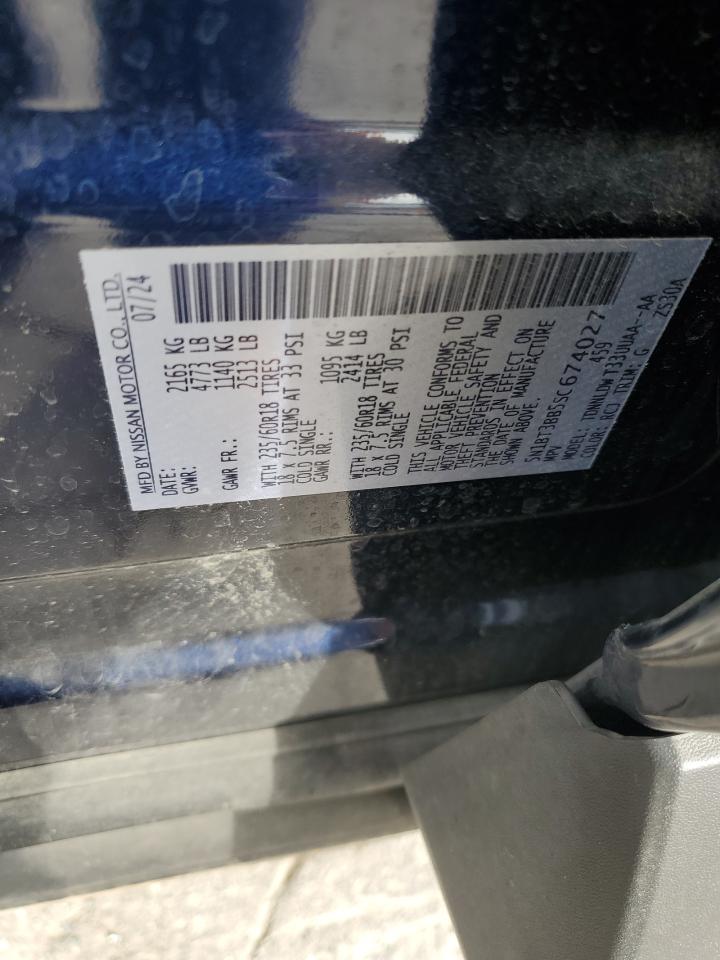 MFD BY NISSAN MOTOR CO., LTD.
DATE: 07/24
GVWR: 2165 KG
4773 LB
GAWR FR.: 1140 KG
2513 LB
WITH 235/60R18 TIRES
18 X 7.5 RIMS AT 33 PSI
COLD SINGLE
GAWR RR.: 1095 KG
2414 LB
WITH 235/60R18 TIRES
18 X 7.5 RIMS AT 30 PSI
COLD SINGLE
THIS VEHICLE CONFORMS TO
ALL APPLICABLE FEDERAL
MOTOR VEHICLE SAFETY AND
THEFT PREVENTION
STANDARDS IN EFFECT ON
THE DATE OF MANUFACTURE
SHOWN ABOVE.
5N1BT3BB5SC674027
MPV 459
MODEL: TDNNLUW T33UUAA--AA
COLOR: KCJ TRIM: G ZS30A